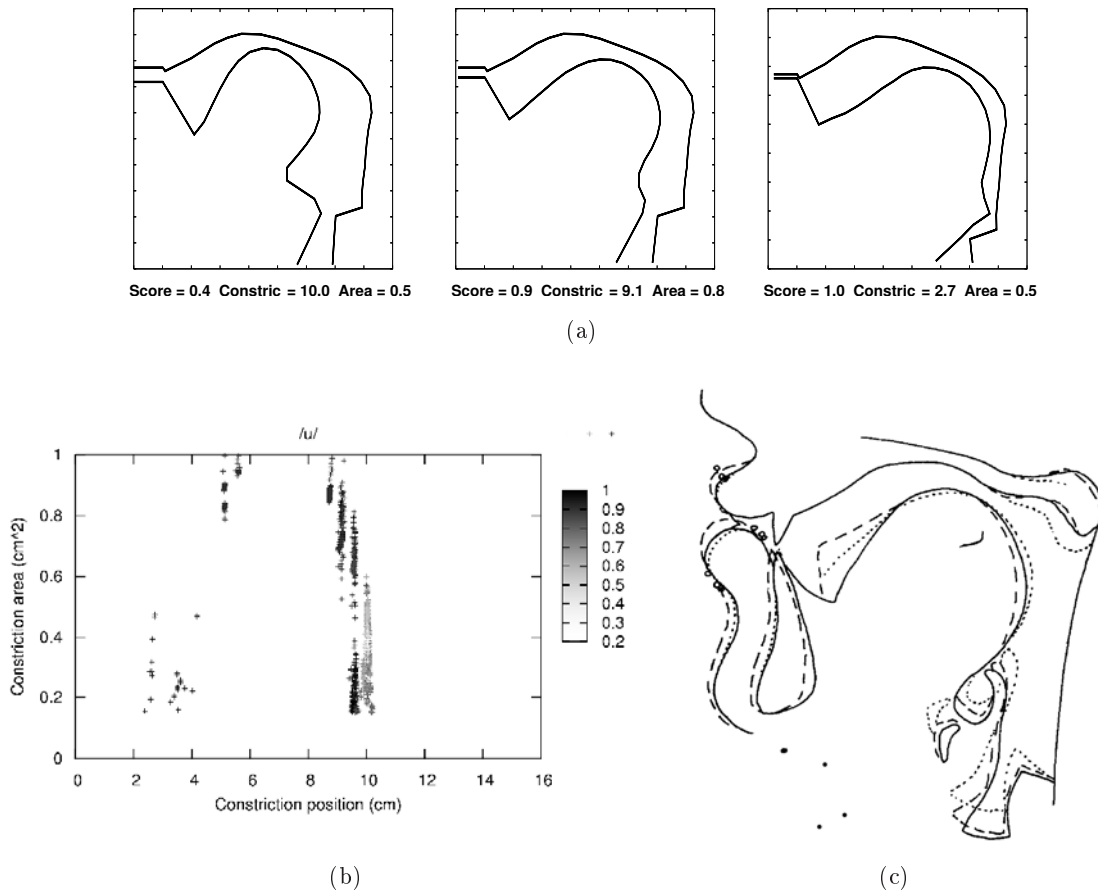 Score = 0.4 Constric = 10.0 Area = 0.5
Score = 0.9 Constric = 9.1 Area = 0.8
Score = 1.0 Constric = 2.7 Area = 0.5
(a)
/u/
1
0.8
0.6
0.4
0.2
0
Constriction area (cm^2)
0 2 4 6 8 10 12 14 16
Constriction position (cm)
1
0.9
0.8
0.7
0.6
0.5
0.4
0.3
0.2
(b)
(c)